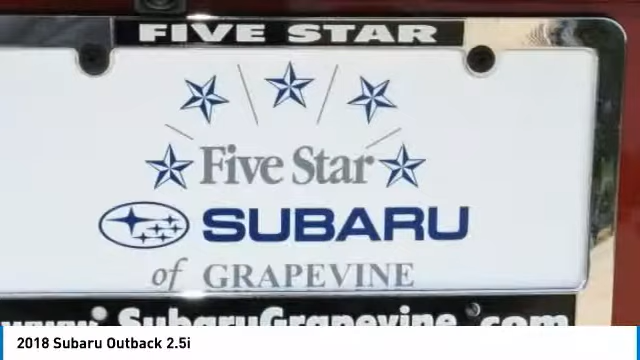 FIVE STAR
Five Star
SUBARU
of GRAPEVINE
www.SubaruGrapevine.com
2018 Subaru Outback 2.5i